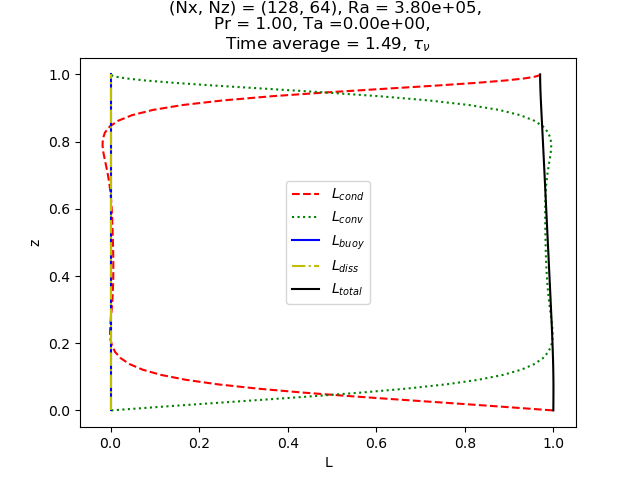 (Nx, Nz) = (128, 64), Ra = 3.80e+05,
Pr = 1.00, Ta =0.00e+00,
Time average = 1.49, τ_ν
1.0
0.8
0.6
0.4
0.2
0.0
z
L_cond
L_conv
L_buoy
L_diss
L_total
0.0 0.2 0.4 0.6 0.8 1.0
L